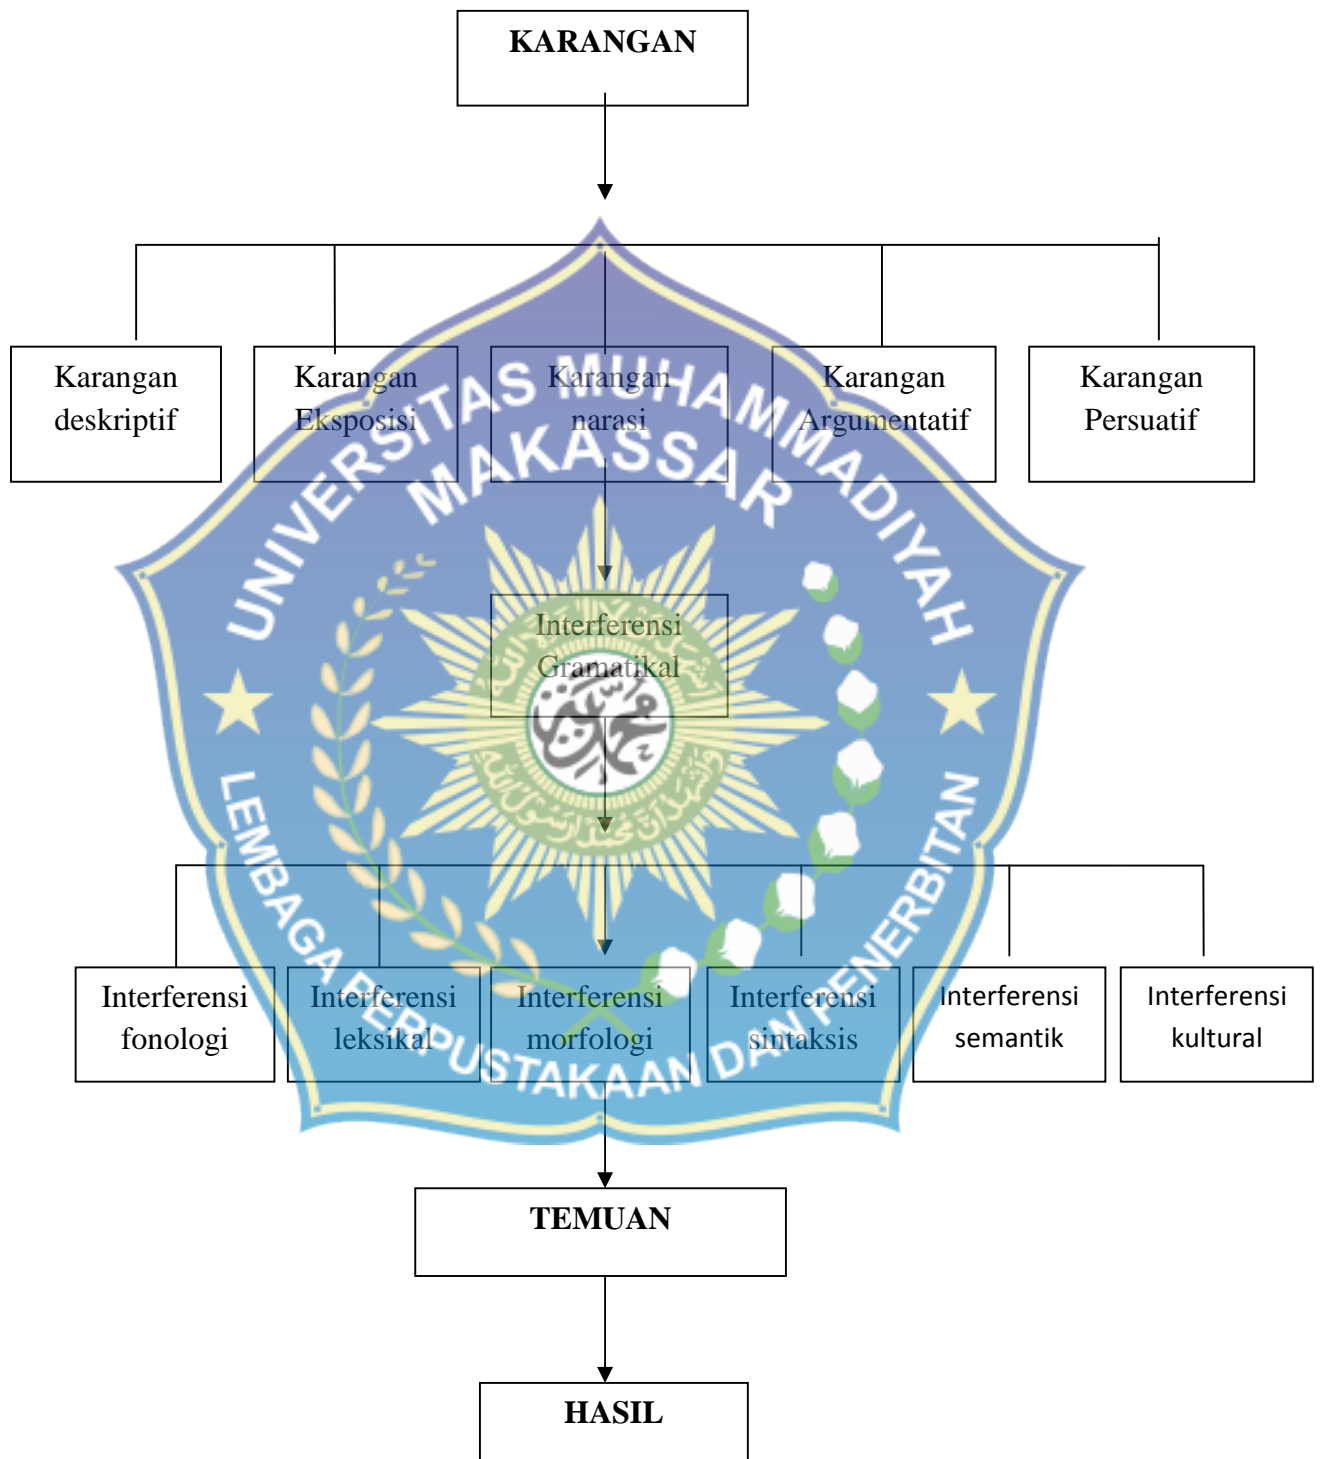 KARANGAN
Karangan
deskriptif
Karangan
Eksposisi
Karangan
narasi
Karangan
Argumentatif
Karangan
Persuatif
UNIVERSITAS MUHAMMADIYAH
MAKASSAR
Interferensi
Gramatikal
محمد
Interferensi
fonologi
Interferensi
leksikal
Interferensi
morfologi
Interferensi
sintaksis
Interferensi
semantik
Interferensi
kultural
LEMBAGA PERPUSTAKAAN DAN PENERBITAN
TEMUAN
HASIL